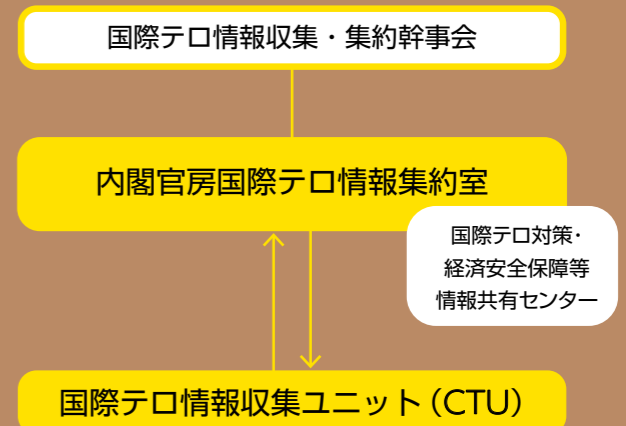 国際テロ情報収集・集約幹事会
内閣官房国際テロ情報集約室
国際テロ対策・
経済安全保障等
情報共有センター
国際テロ情報収集ユニット(CTU)